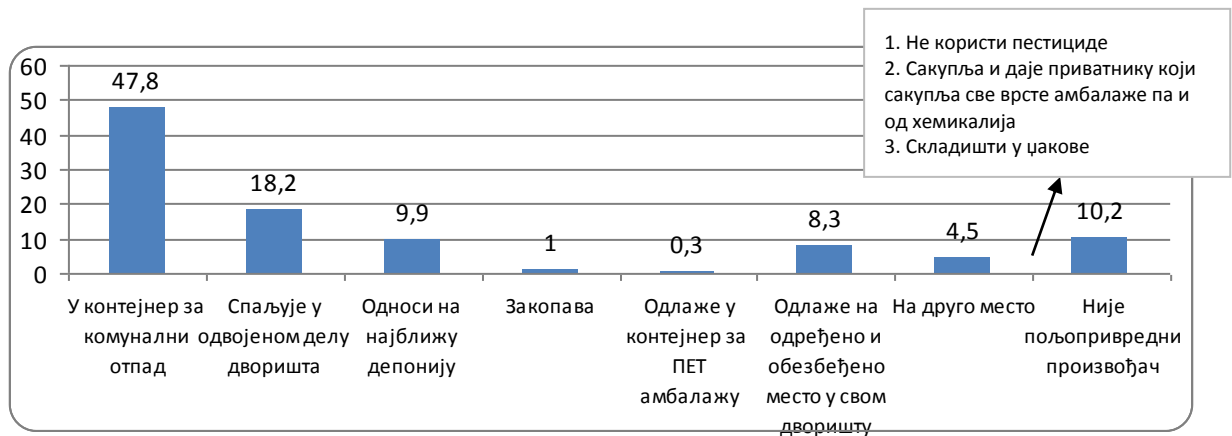 1. Не користи пестициде
2. Сакупља и даје приватнику који
сакупља све врсте амбалаже па и
од хемикалија
3. Складишти у џакове
60
50
40
30
20
10
0
47,8
18,2
9,9
1
0,3
8,3
4,5
10,2
У контејнер за
комунални
отпад
Спаљује у
одвојеном делу
дворишта
Односи на
најближу
депонију
Закопава
Одлаже у
контејнер за
ПЕТ
амбалажу
Одлаже на
одређено и
обезбеђено
место у свом
дворишту
На друго место
Није
пољопривредни
произвођач